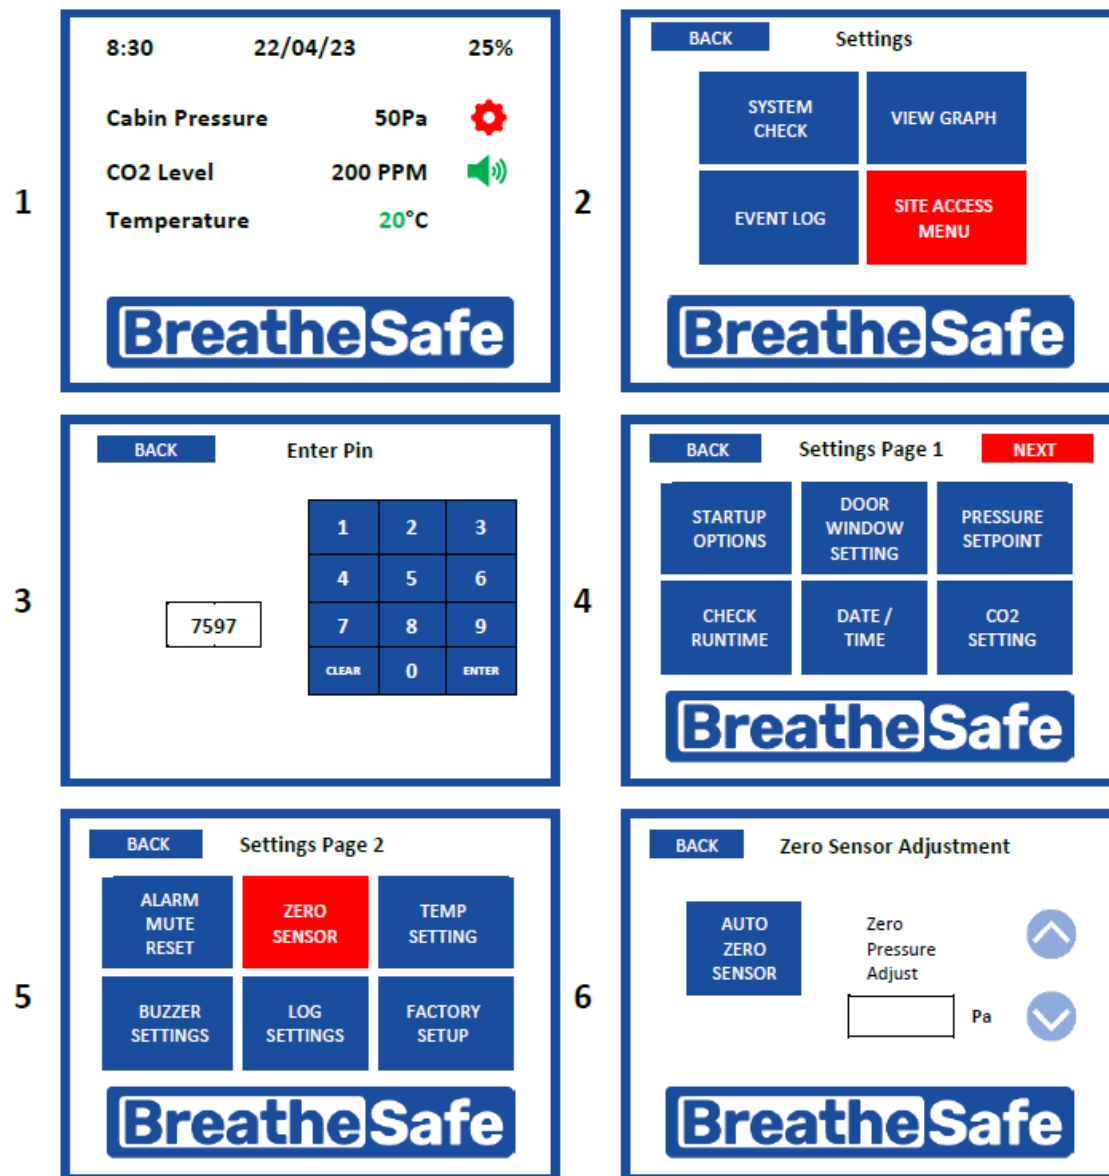 1
8:30 22/04/23 25%
Cabin Pressure 50Pa
CO2 Level 200 PPM
Temperature 20°C
BreatheSafe
2
BACK Settings
SYSTEM
CHECK
VIEW GRAPH
EVENT LOG
SITE ACCESS
MENU
BreatheSafe
3
BACK Enter Pin
7597
1 2 3
4 5 6
7 8 9
CLEAR 0 ENTER
4
BACK Settings Page 1 NEXT
STARTUP
OPTIONS
DOOR
WINDOW
SETTING
PRESSURE
SETPOINT
CHECK
RUNTIME
DATE /
TIME
CO2
SETTING
BreatheSafe
5
BACK Settings Page 2
ALARM
MUTE
RESET
ZERO
SENSOR
TEMP
SETTING
BUZZER
SETTINGS
LOG
SETTINGS
FACTORY
SETUP
BreatheSafe
6
BACK Zero Sensor Adjustment
AUTO
ZERO
SENSOR
Zero
Pressure
Adjust
Pa
BreatheSafe